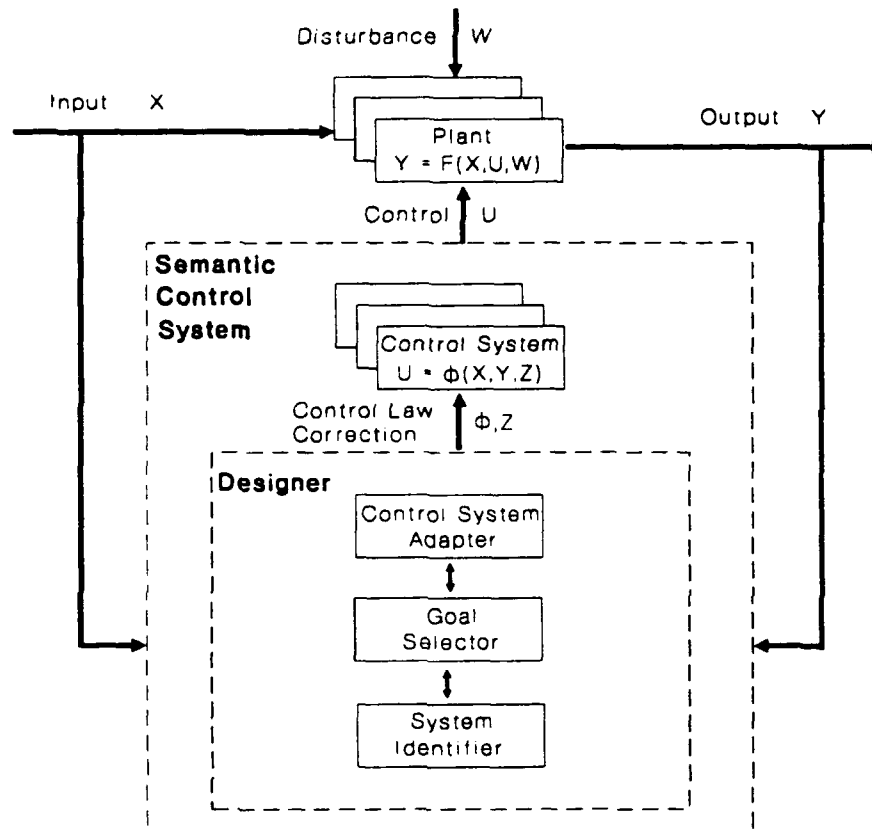 Disturbance W
Input X
Output Y
Plant
Y = F(X,U,W)
Control U
Semantic
Control
System
Control System
U = Φ(X,Y,Z)
Control Law
Correction
Φ,Z
Designer
Control System
Adapter
Goal
Selector
System
Identifier